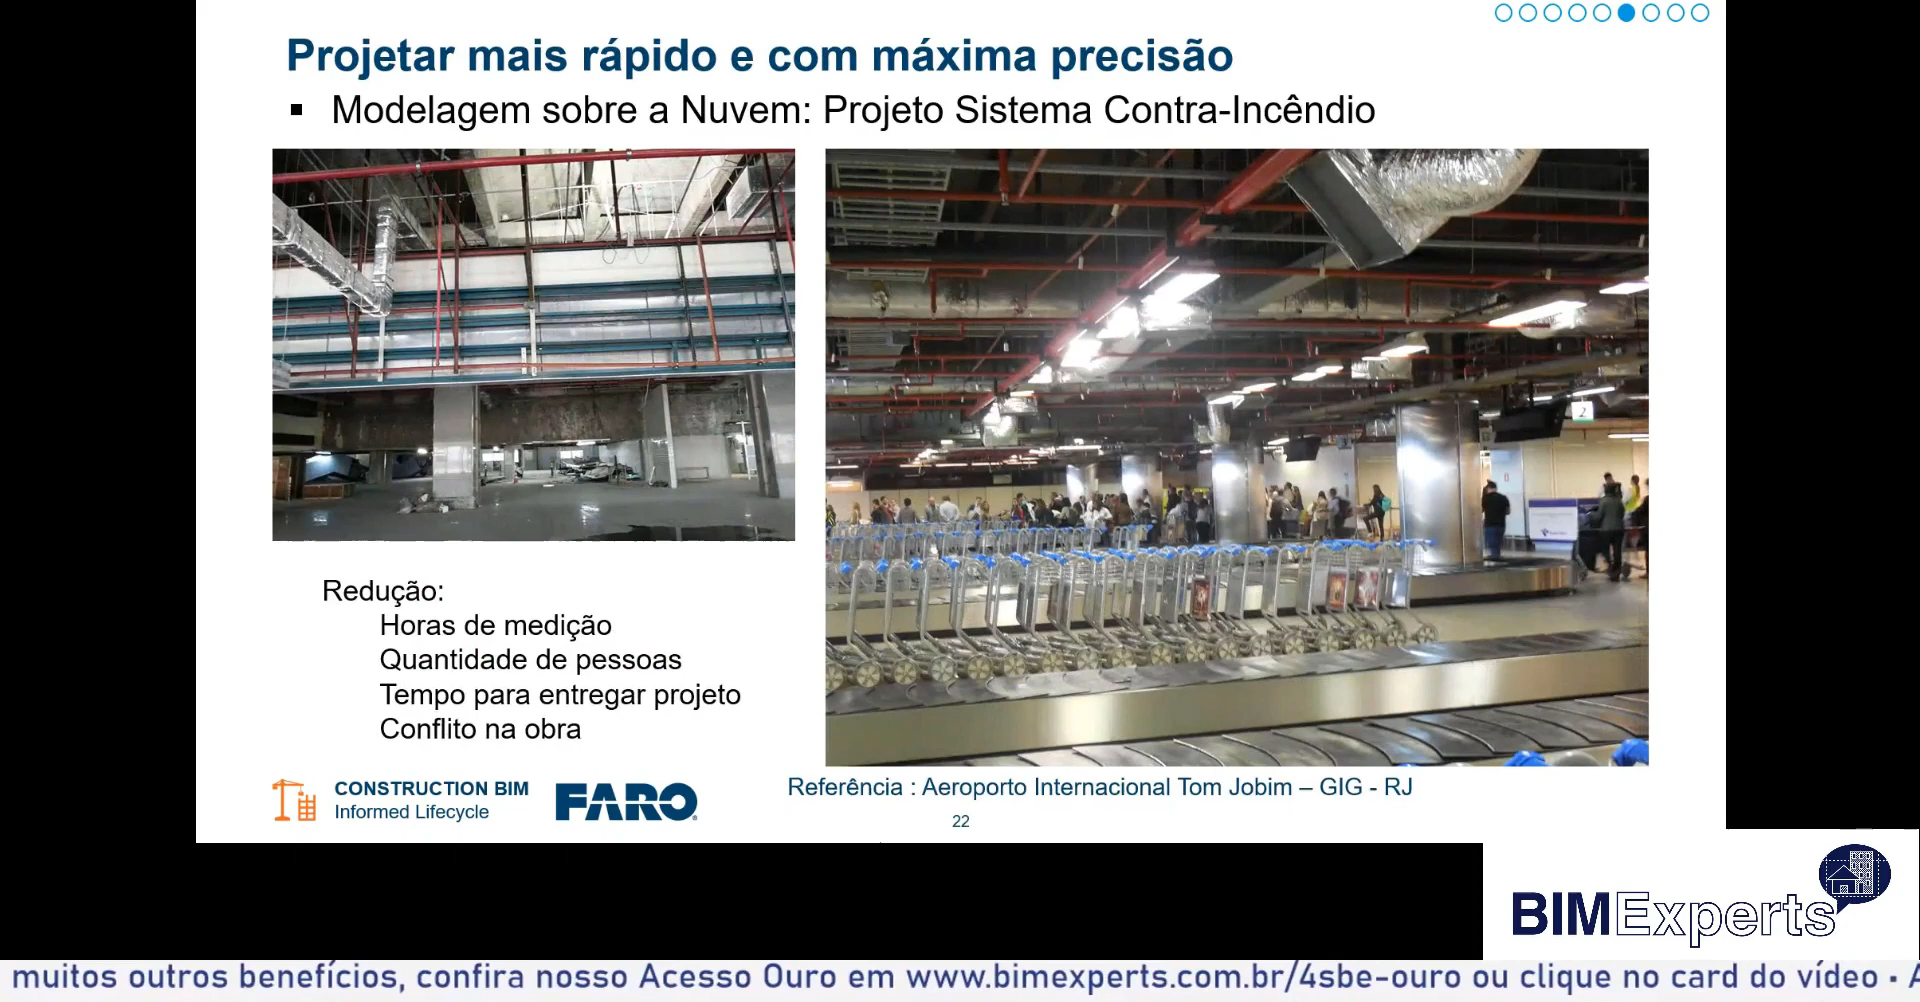 Projetar mais rápido e com máxima precisão
▪ Modelagem sobre a Nuvem: Projeto Sistema Contra-Incêndio
2
Redução:
Horas de medição
Quantidade de pessoas
Tempo para entregar projeto
Conflito na obra
CONSTRUCTION BIM
Informed Lifecycle
FARO
Referência : Aeroporto Internacional Tom Jobim – GIG - RJ
22
BIMExperts
muitos outros benefícios, confira nosso Acesso Ouro em www.bimexperts.com.br/4sbe-ouro ou clique no card do vídeo · A